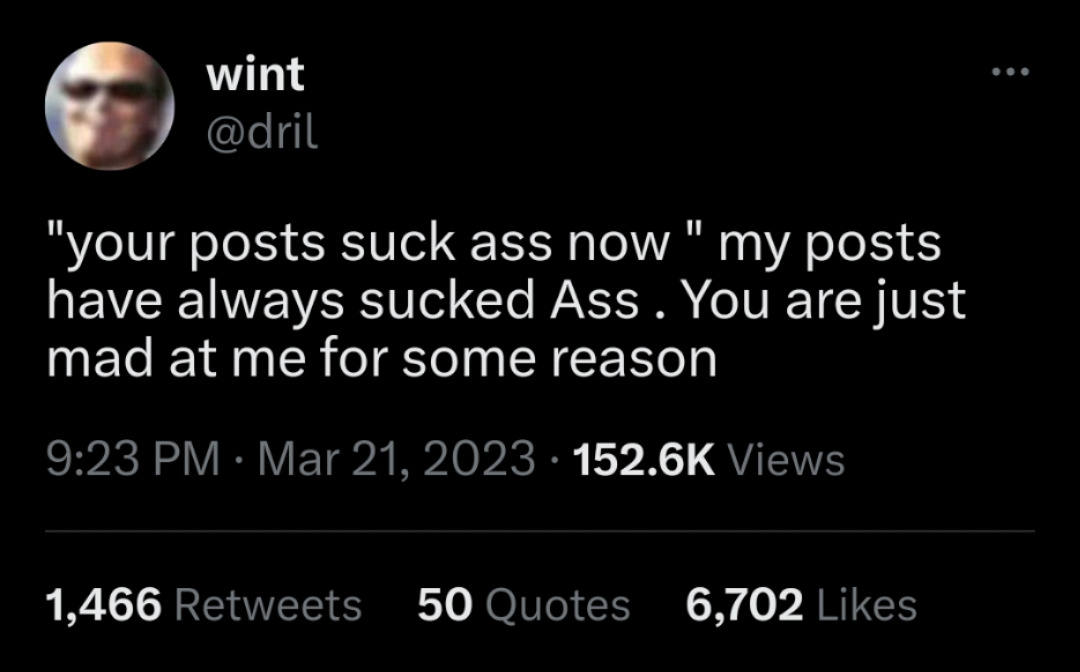 wint
@dril
"your posts suck ass now " my posts
have always sucked Ass . You are just
mad at me for some reason
9:23 PM · Mar 21, 2023 · 152.6K Views
1,466 Retweets 50 Quotes 6,702 Likes